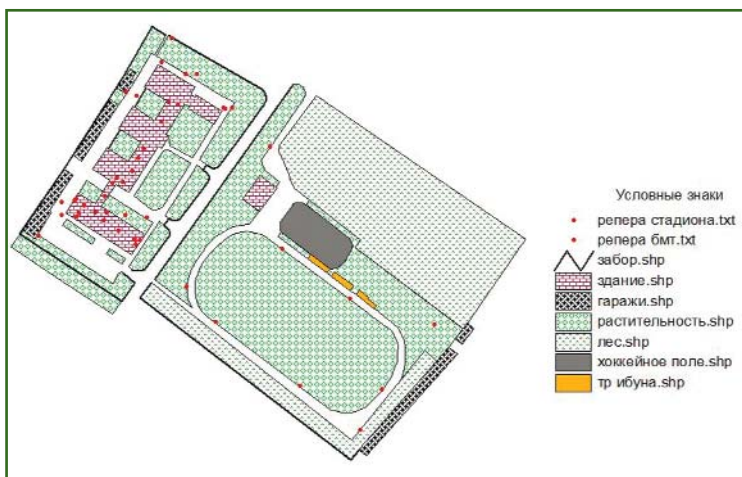 Условные знаки
репера стадиона.txt
репера бмт.txt
забор.shp
здание.shp
гаражи.shp
растительность.shp
лес.shp
хоккейное поле.shp
тр ибуна.shp